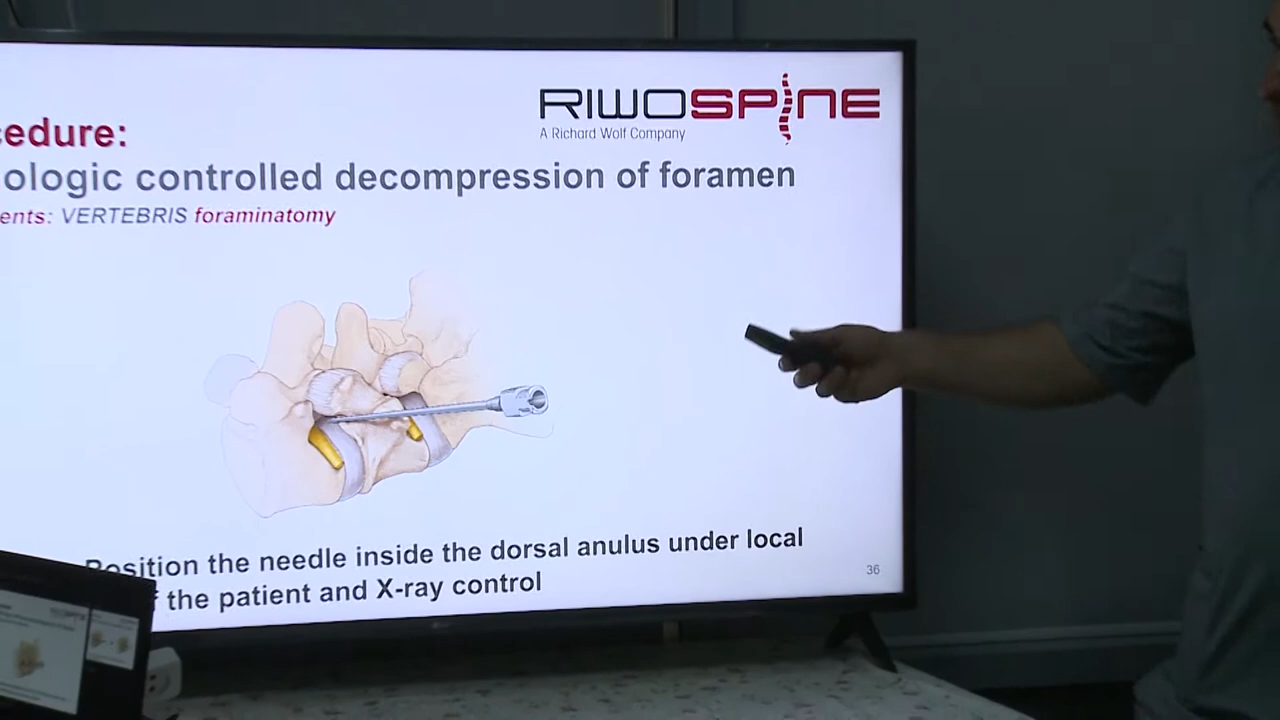 RIWOSPINE
A Richard Wolf Company
cedure:
ologic controlled decompression of foramen
ents: VERTEBRIS foraminatomy
Position the needle inside the dorsal anulus under local
the patient and X-ray control
36